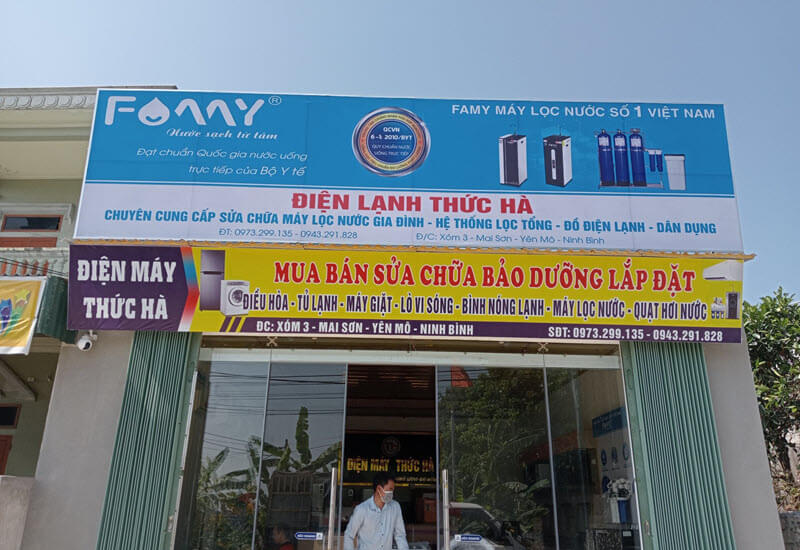 FAMY®
Nước sạch từ tâm
Đạt chuẩn Quốc gia nước uống
trực tiếp của Bộ Y tế
QCVN
6-1: 2010/BYT
QUY CHUẨN NƯỚC
UỐNG TRỰC TIẾP
FAMY MÁY LỌC NƯỚC SỐ 1 VIỆT NAM
ĐIỆN LẠNH THỨC HÀ
CHUYÊN CUNG CẤP SỬA CHỮA MÁY LỌC NƯỚC GIA ĐÌNH - HỆ THỐNG LỌC TỔNG - ĐỒ ĐIỆN LẠNH - DÂN DỤNG
ĐT: 0973.299.135 - 0943.291.828
Đ/C: Xóm 3 - Mai Sơn - Yên Mô - Ninh Bình
ĐIỆN MÁY
THỨC HÀ
MUA BÁN SỬA CHỮA BẢO DƯỠNG LẮP ĐẶT
ĐIỀU HÒA - TỦ LẠNH - MÁY GIẶT - LÒ VI SÓNG - BÌNH NÓNG LẠNH - MÁY LỌC NƯỚC - QUẠT HƠI NƯỚC
ĐC: XÓM 3 - MAI SƠN - YÊN MÔ - NINH BÌNH
SĐT: 0973.299.135 - 0943.291.828
ĐIỆN MÁY THỨC HÀ